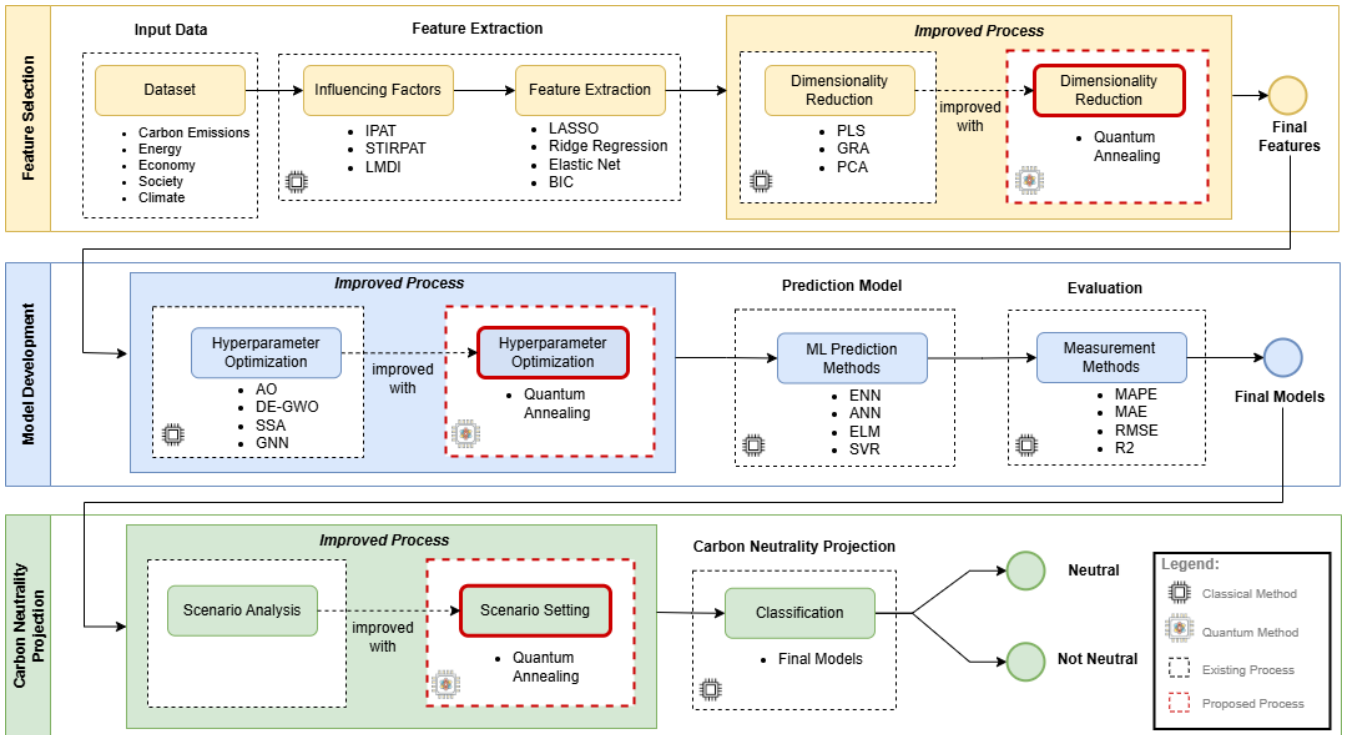 Feature Selection
Input Data
Dataset
• Carbon Emissions
• Energy
• Economy
• Society
• Climate
Feature Extraction
Influencing Factors
• IPAT
• STIRPAT
• LMDI
Feature Extraction
• LASSO
• Ridge Regression
• Elastic Net
• BIC
Improved Process
Dimensionality
Reduction
• PLS
• GRA
• PCA
improved
with
Dimensionality
Reduction
• Quantum
Annealing
Final
Features
Model Development
Improved Process
Hyperparameter
Optimization
• AO
• DE-GWO
• SSA
• GNN
improved
with
Hyperparameter
Optimization
• Quantum
Annealing
Prediction Model
ML Prediction
Methods
• ENN
• ANN
• ELM
• SVR
Evaluation
Measurement
Methods
• MAPE
• MAE
• RMSE
• R2
Final Models
Carbon Neutrality
Projection
Improved Process
Scenario Analysis
improved
with
Scenario Setting
• Quantum
Annealing
Carbon Neutrality Projection
Classification
• Final Models
Neutral
Not Neutral
Legend:
Classical Method
Quantum Method
Existing Process
Proposed Process